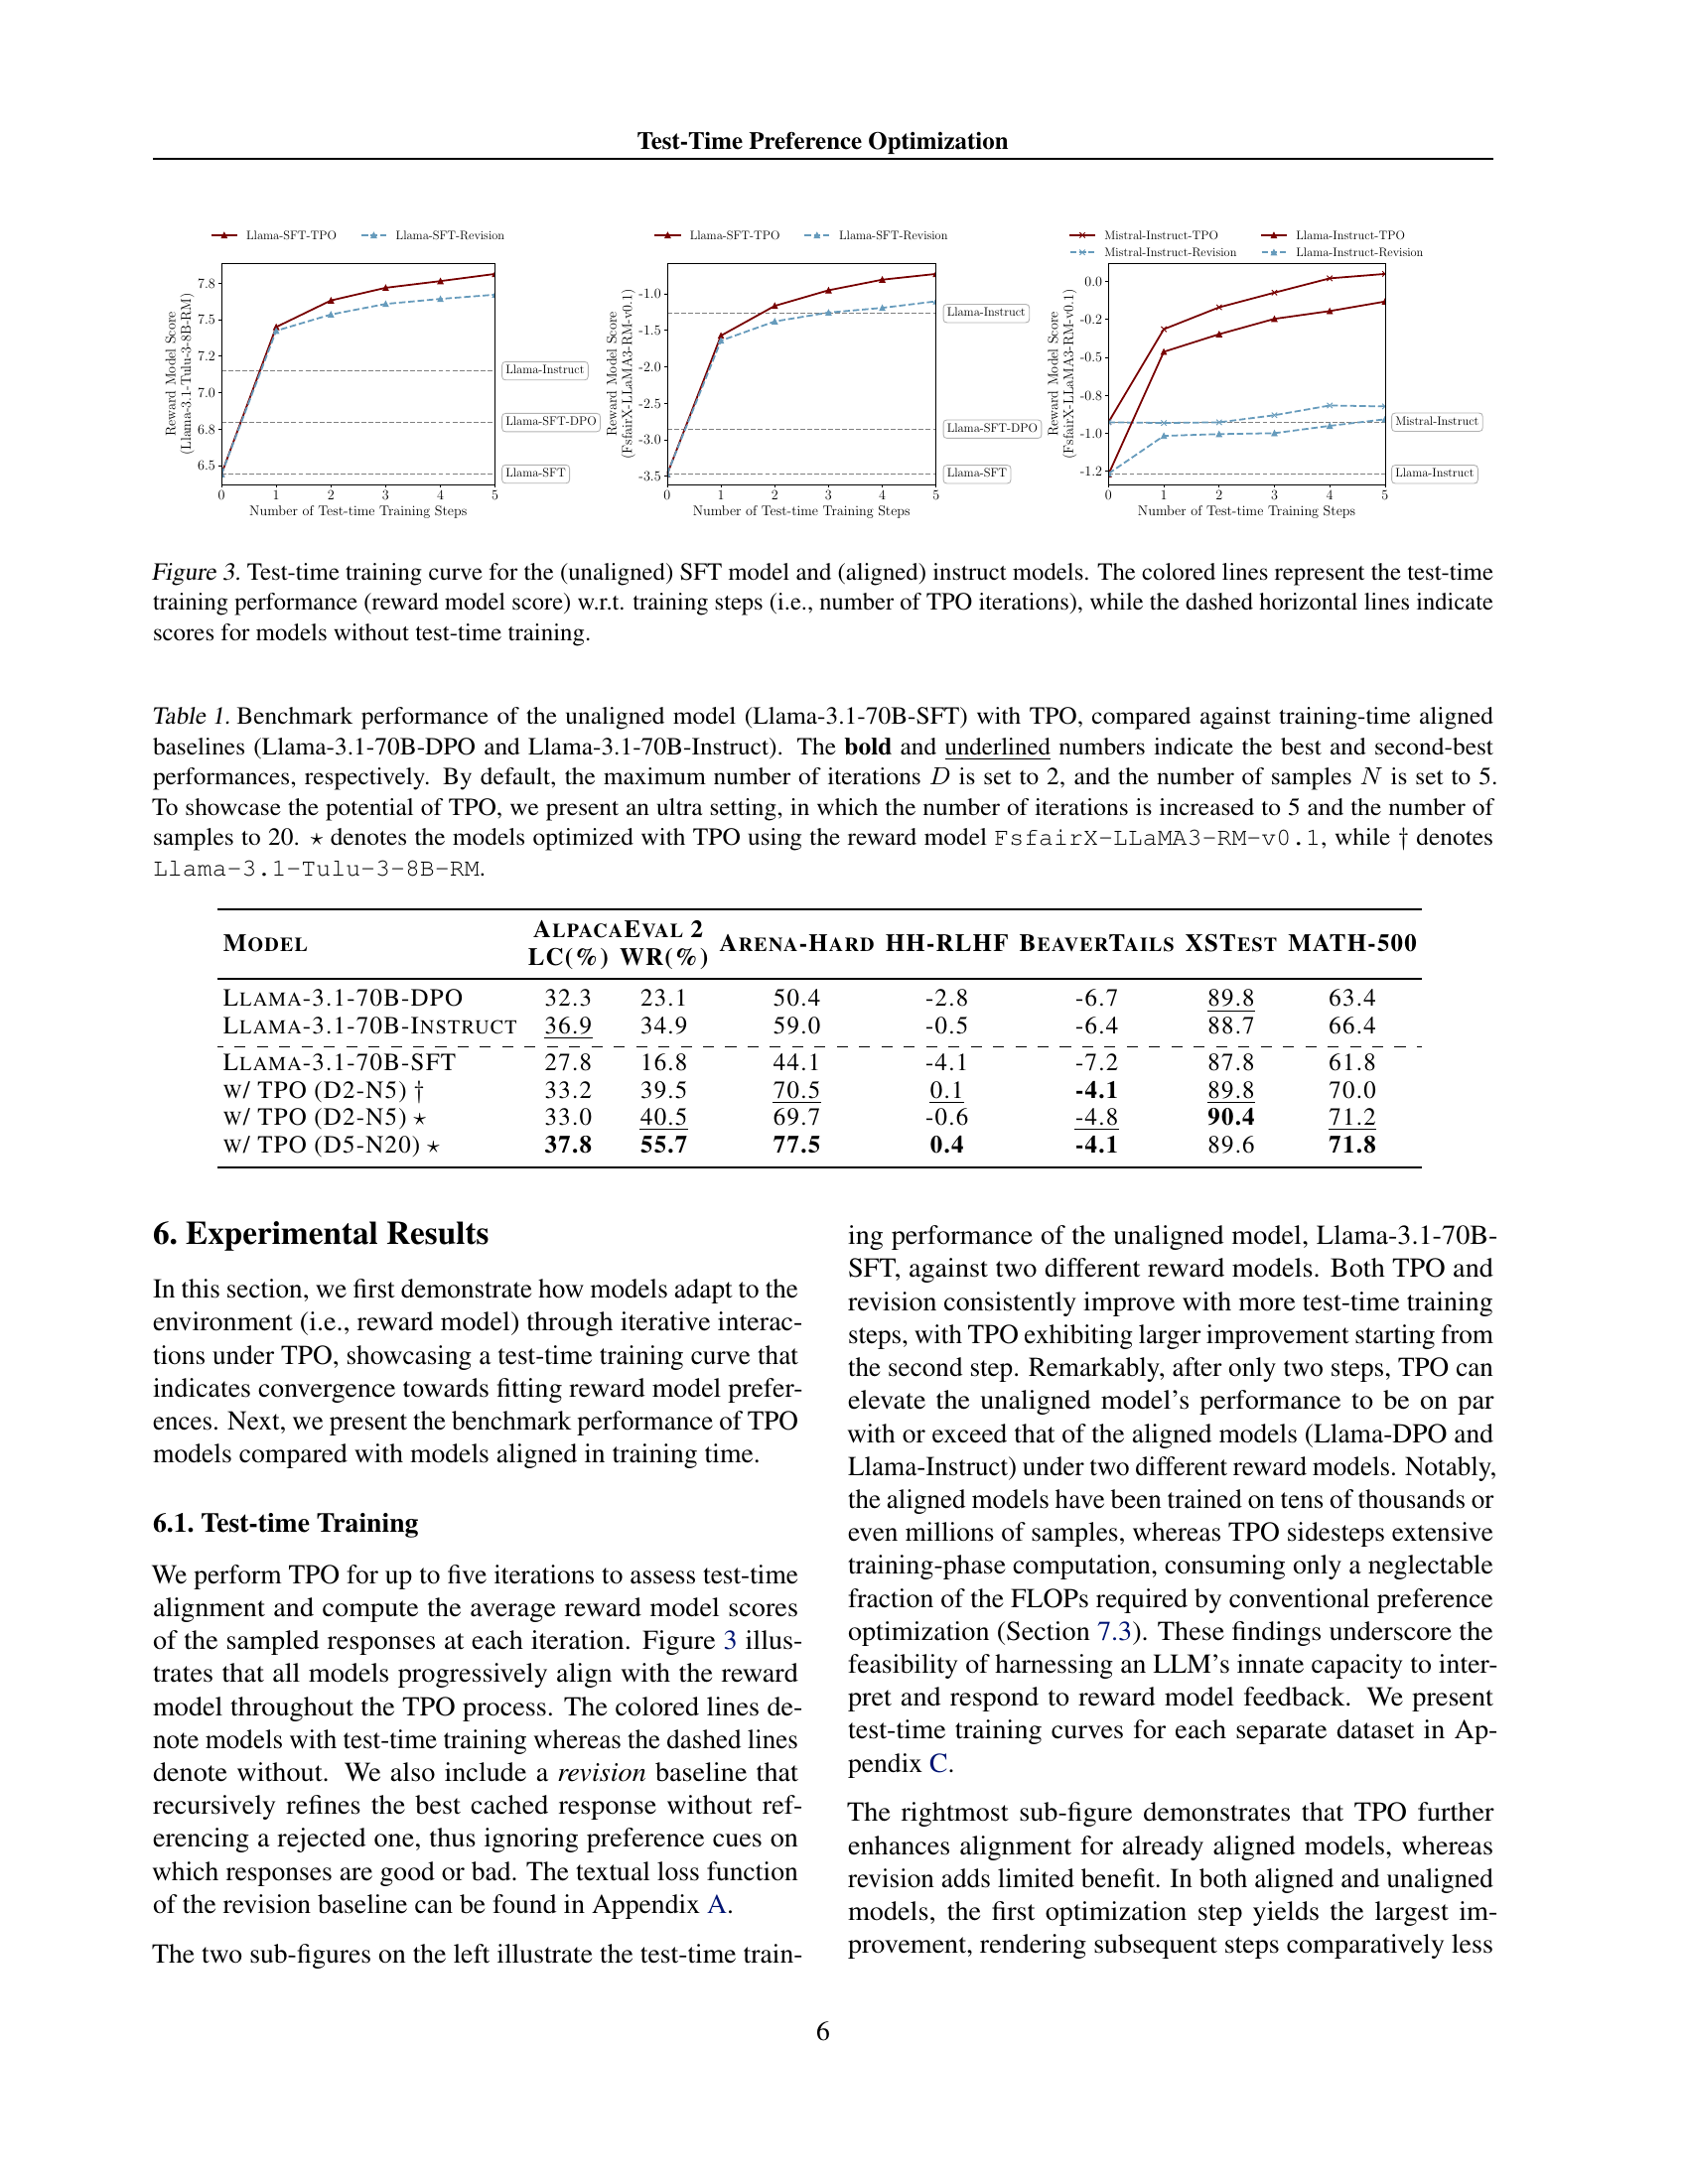 Test-Time Preference Optimization
Llama-SFT-TPO Llama-SFT-Revision
7.8
7.5
7.2
7.0
6.8
6.5
Reward Model Score
(Llama-3.1-Tulu-3-8B-RM)
Llama-Instruct
Llama-SFT-DPO
Llama-SFT
0 1 2 3 4 5
Number of Test-time Training Steps
Llama-SFT-TPO Llama-SFT-Revision
-1.0
-1.5
-2.0
-2.5
-3.0
-3.5
Reward Model Score
(FsfairX-LLaMA3-RM-v0.1)
Llama-Instruct
Llama-SFT-DPO
Llama-SFT
0 1 2 3 4 5
Number of Test-time Training Steps
Mistral-Instruct-TPO Llama-Instruct-TPO
Mistral-Instruct-Revision Llama-Instruct-Revision
0.0
-0.2
-0.5
-0.8
-1.0
-1.2
Reward Model Score
(FsfairX-LLaMA3-RM-v0.1)
Mistral-Instruct
Llama-Instruct
0 1 2 3 4 5
Number of Test-time Training Steps
Figure 3. Test-time training curve for the (unaligned) SFT model and (aligned) instruct models. The colored lines represent the test-time
training performance (reward model score) w.r.t. training steps (i.e., number of TPO iterations), while the dashed horizontal lines indicate
scores for models without test-time training.
Table 1. Benchmark performance of the unaligned model (Llama-3.1-70B-SFT) with TPO, compared against training-time aligned
baselines (Llama-3.1-70B-DPO and Llama-3.1-70B-Instruct). The bold and underlined numbers indicate the best and second-best
performances, respectively. By default, the maximum number of iterations D is set to 2, and the number of samples N is set to 5.
To showcase the potential of TPO, we present an ultra setting, in which the number of iterations is increased to 5 and the number of
samples to 20. ⋆ denotes the models optimized with TPO using the reward model FsfairX-LLaMA3-RM-v0.1, while † denotes
Llama-3.1-Tulu-3-8B-RM.
MODEL ALPACAEVAL 2 ARENA-HARD HH-RLHF BEAVERTAILS XSTEST MATH-500
LC(%) WR(%)
LLAMA-3.1-70B-DPO 32.3 23.1 50.4 -2.8 -6.7 89.8 63.4
LLAMA-3.1-70B-INSTRUCT 36.9 34.9 59.0 -0.5 -6.4 88.7 66.4
LLAMA-3.1-70B-SFT 27.8 16.8 44.1 -4.1 -7.2 87.8 61.8
W/ TPO (D2-N5) † 33.2 39.5 70.5 0.1 -4.1 89.8 70.0
W/ TPO (D2-N5) ⋆ 33.0 40.5 69.7 -0.6 -4.8 90.4 71.2
W/ TPO (D5-N20) ⋆ 37.8 55.7 77.5 0.4 -4.1 89.6 71.8
6. Experimental Results
In this section, we first demonstrate how models adapt to the
environment (i.e., reward model) through iterative interac-
tions under TPO, showcasing a test-time training curve that
indicates convergence towards fitting reward model prefer-
ences. Next, we present the benchmark performance of TPO
models compared with models aligned in training time.
6.1. Test-time Training
We perform TPO for up to five iterations to assess test-time
alignment and compute the average reward model scores
of the sampled responses at each iteration. Figure 3 illus-
trates that all models progressively align with the reward
model throughout the TPO process. The colored lines de-
note models with test-time training whereas the dashed lines
denote without. We also include a revision baseline that
recursively refines the best cached response without ref-
erencing a rejected one, thus ignoring preference cues on
which responses are good or bad. The textual loss function
of the revision baseline can be found in Appendix A.
The two sub-figures on the left illustrate the test-time train-
ing performance of the unaligned model, Llama-3.1-70B-
SFT, against two different reward models. Both TPO and
revision consistently improve with more test-time training
steps, with TPO exhibiting larger improvement starting from
the second step. Remarkably, after only two steps, TPO can
elevate the unaligned model's performance to be on par
with or exceed that of the aligned models (Llama-DPO and
Llama-Instruct) under two different reward models. Notably,
the aligned models have been trained on tens of thousands or
even millions of samples, whereas TPO sidesteps extensive
training-phase computation, consuming only a neglectable
fraction of the FLOPs required by conventional preference
optimization (Section 7.3). These findings underscore the
feasibility of harnessing an LLM's innate capacity to inter-
pret and respond to reward model feedback. We present
test-time training curves for each separate dataset in Ap-
pendix C.
The rightmost sub-figure demonstrates that TPO further
enhances alignment for already aligned models, whereas
revision adds limited benefit. In both aligned and unaligned
models, the first optimization step yields the largest im-
provement, rendering subsequent steps comparatively less
6